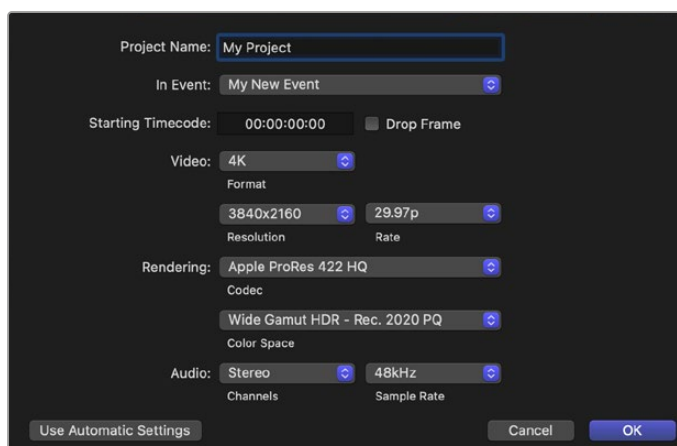 Project Name: My Project
In Event: My New Event
Starting Timecode: 00:00:00:00 Drop Frame
Video: 4K
Format
3840x2160 29.97p
Resolution Rate
Rendering: Apple ProRes 422 HQ
Codec
Wide Gamut HDR - Rec. 2020 PQ
Color Space
Audio: Stereo 48kHz
Channels Sample Rate
Use Automatic Settings Cancel OK